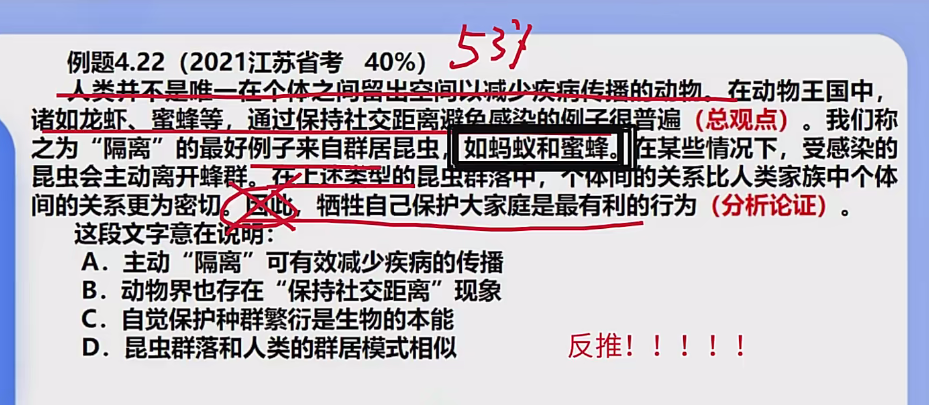 例题4.22（2021江苏省考 40%）
53%
人类并不是唯一在个体之间留出空间以减少疾病传播的动物。在动物王国中，
诸如龙虾、蜜蜂等，通过保持社交距离避免感染的例子很普遍（总观点）。我们称
之为“隔离”的最好例子来自群居昆虫，如蚂蚁和蜜蜂。在某些情况下，受感染的
昆虫会主动离开蜂群。在上述类型的昆虫群落中，个体间的关系比人类家族中个体
间的关系更为密切。因此，牺牲自己保护大家庭是最有利的行为（分析论证）。
这段文字意在说明：
A．主动“隔离”可有效减少疾病的传播
B．动物界也存在“保持社交距离”现象
C．自觉保护种群繁衍是生物的本能
D．昆虫群落和人类的群居模式相似
反推！！！！！